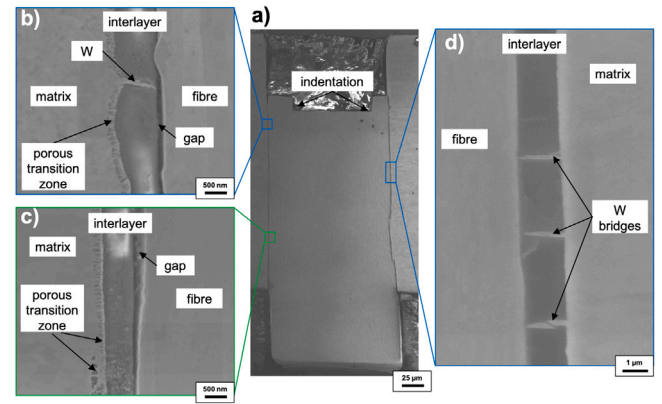 b)
interlayer
W
matrix
fibre
gap
porous
transition
zone
500 nm
c)
interlayer
matrix
gap
porous
transition
zone
fibre
500 nm
a)
indentation
25 µm
d)
interlayer
matrix
fibre
W
bridges
1 µm